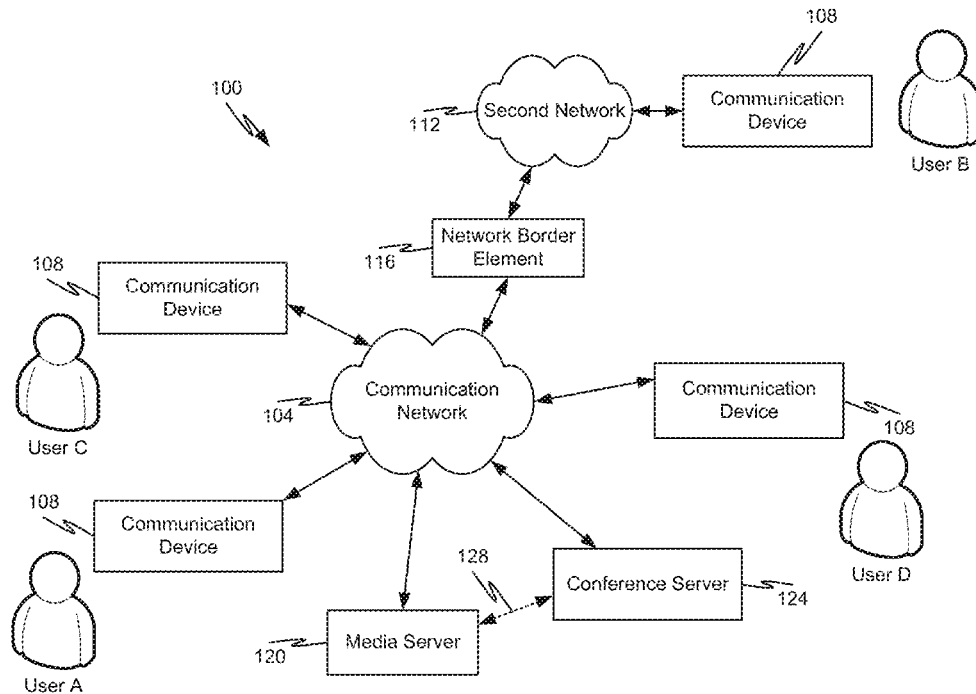 108
100
Second Network
Communication
Device
112
User B
Network Border
Element
116
108
Communication
Device
Communication
Network
104
Communication
Device
108
User C
108
Communication
Device
128
Conference Server
124
User D
Media Server
120
User A